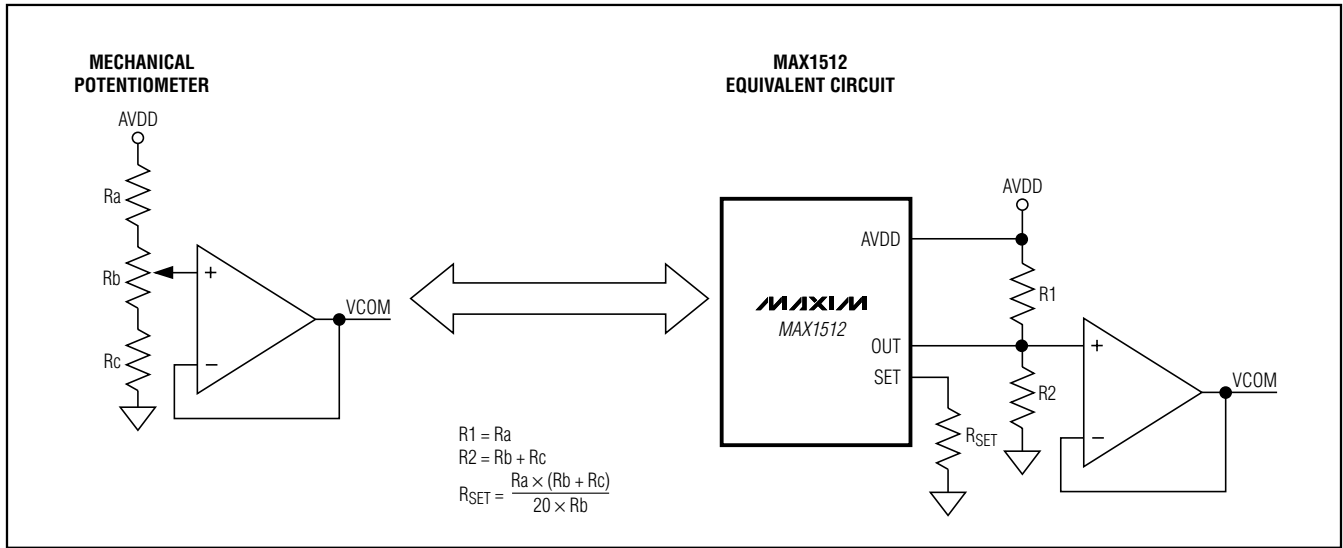 MECHANICAL
POTENTIOMETER
AVDD
Ra
Rb
Rc
+
−
VCOM
R1 = Ra
R2 = Rb + Rc
RSET = Ra × (Rb + Rc)
20 × Rb
MAX1512
EQUIVALENT CIRCUIT
AVDD
AVDD
MAXIM
MAX1512
OUT
SET
R1
R2
RSET
+
−
VCOM